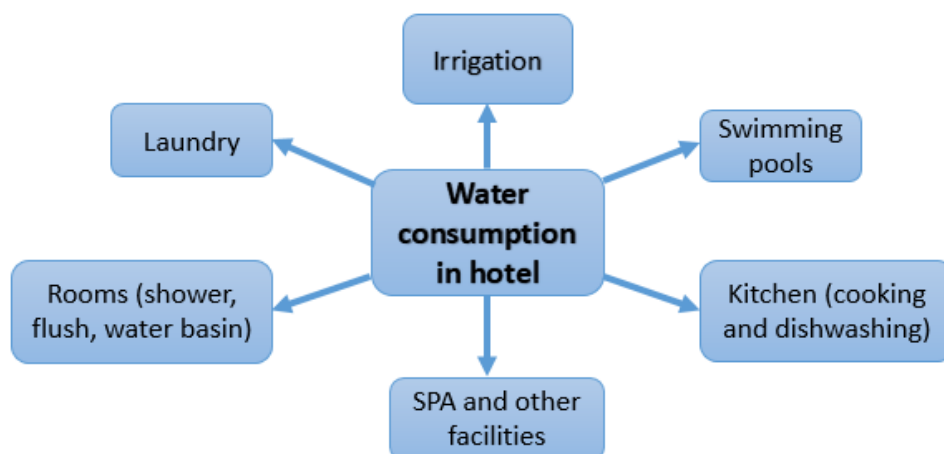 Irrigation
Laundry
Swimming
pools
Water
consumption
in hotel
Rooms (shower,
flush, water basin)
Kitchen (cooking
and dishwashing)
SPA and other
facilities